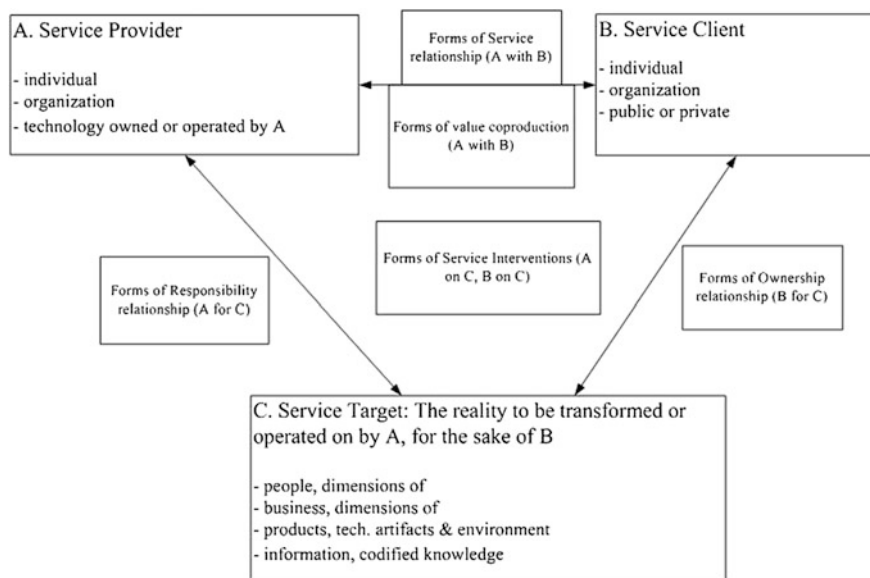 A. Service Provider
- individual
- organization
- technology owned or operated by A
Forms of Service
relationship (A with B)
Forms of value coproduction
(A with B)
B. Service Client
- individual
- organization
- public or private
Forms of Responsibility
relationship (A for C)
Forms of Service Interventions (A
on C, B on C)
Forms of Ownership
relationship (B for C)
C. Service Target: The reality to be transformed or
operated on by A, for the sake of B
- people, dimensions of
- business, dimensions of
- products, tech. artifacts & environment
- information, codified knowledge